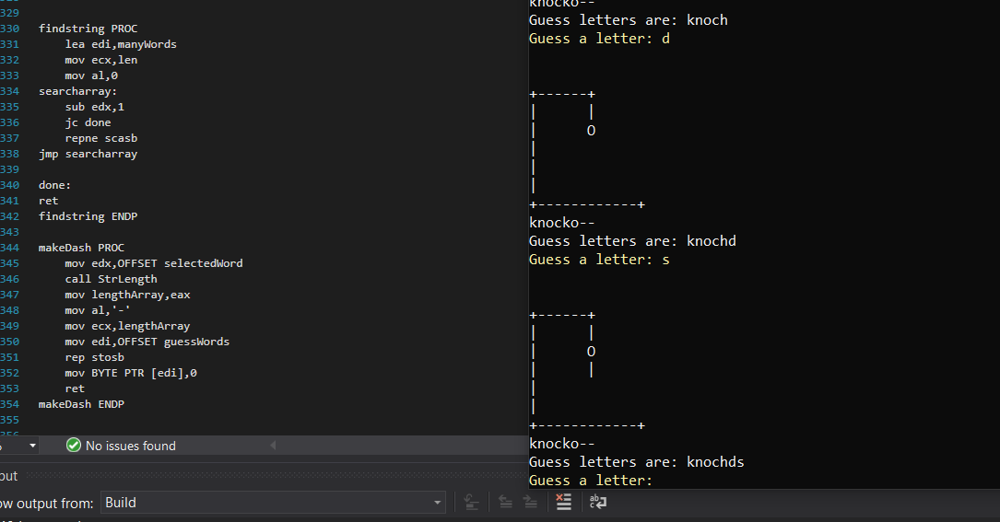 329
330 findstring PROC
331 lea edi,manyWords
332 mov ecx,len
333 mov al,0
334 searcharray:
335 sub edx,1
336 jc done
337 repne scasb
338 jmp searcharray
339
340 done:
341 ret
342 findstring ENDP
343
344 makeDash PROC
345 mov edx,OFFSET selectedWord
346 call StrLength
347 mov lengthArray,eax
348 mov al,'-'
349 mov ecx,lengthArray
350 mov edi,OFFSET guessWords
351 rep stosb
352 mov BYTE PTR [edi],0
353 ret
354 makeDash ENDP
355
356
No issues found
put
ow output from: Build
knocko--
Guess letters are: knoch
Guess a letter: d
+------+
|      |
|      O
|
|
|
+------------+
knocko--
Guess letters are: knochd
Guess a letter: s
+------+
|      |
|      O
|      |
|
|
+------------+
knocko--
Guess letters are: knochds
Guess a letter: